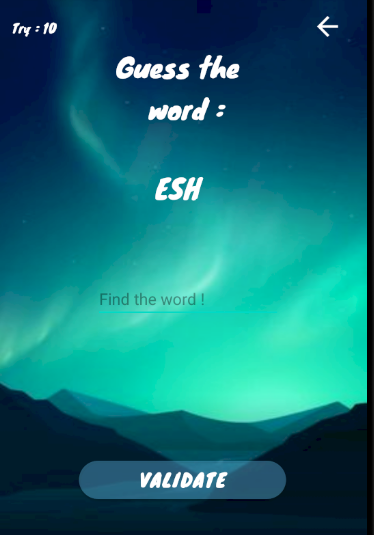 Try : 10
Guess the
word :
ESH
Find the word !
VALIDATE